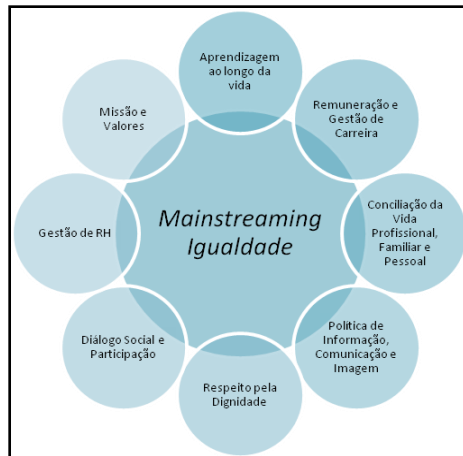 Aprendizagem
ao longo da
vida
Remuneração e
Gestão de
Carreira
Conciliação da
Vida
Profissional,
Familiar e
Pessoal
Política de
Informação,
Comunicação e
Imagem
Respeito pela
Dignidade
Diálogo Social e
Participação
Gestão de RH
Missão e
Valores
Mainstreaming
Igualdade